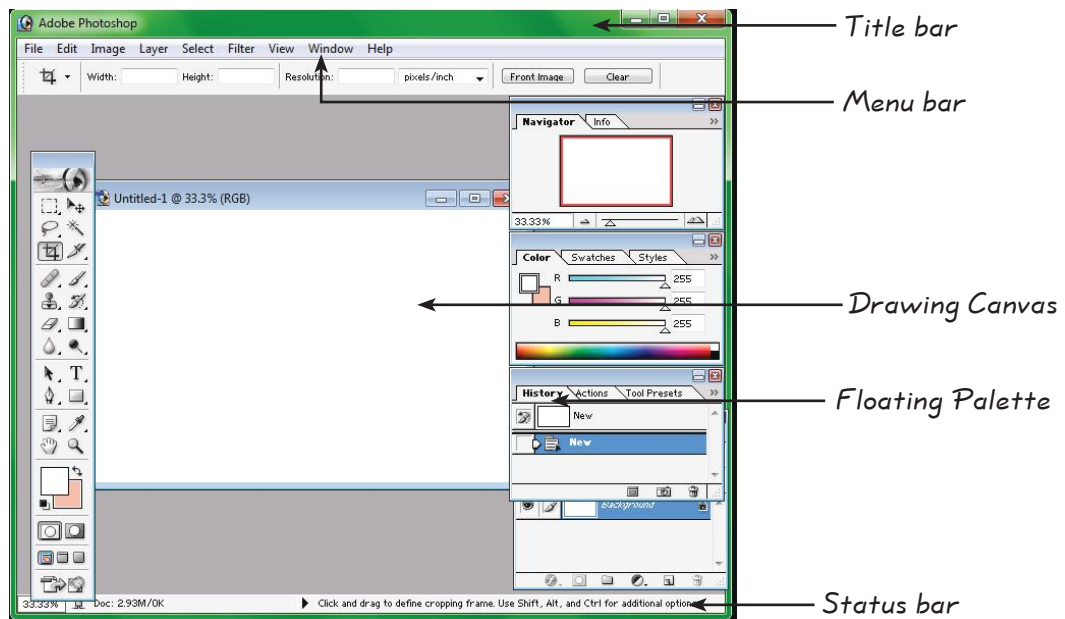 Adobe Photoshop
Title bar
File Edit Image Layer Select Filter View Window Help
Width: Height: Resolution: pixels/inch Front Image Clear
Menu bar
Navigator Info
Untitled-1 @ 33.3% (RGB)
33.33%
Color Swatches Styles
R 255
G 255
Drawing Canvas
B 255
History Actions Tool Presets
Floating Palette
New
New
Background
33.33% Doc: 2.93M/0K Click and drag to define cropping frame. Use Shift, Alt, and Ctrl for additional options.
Status bar